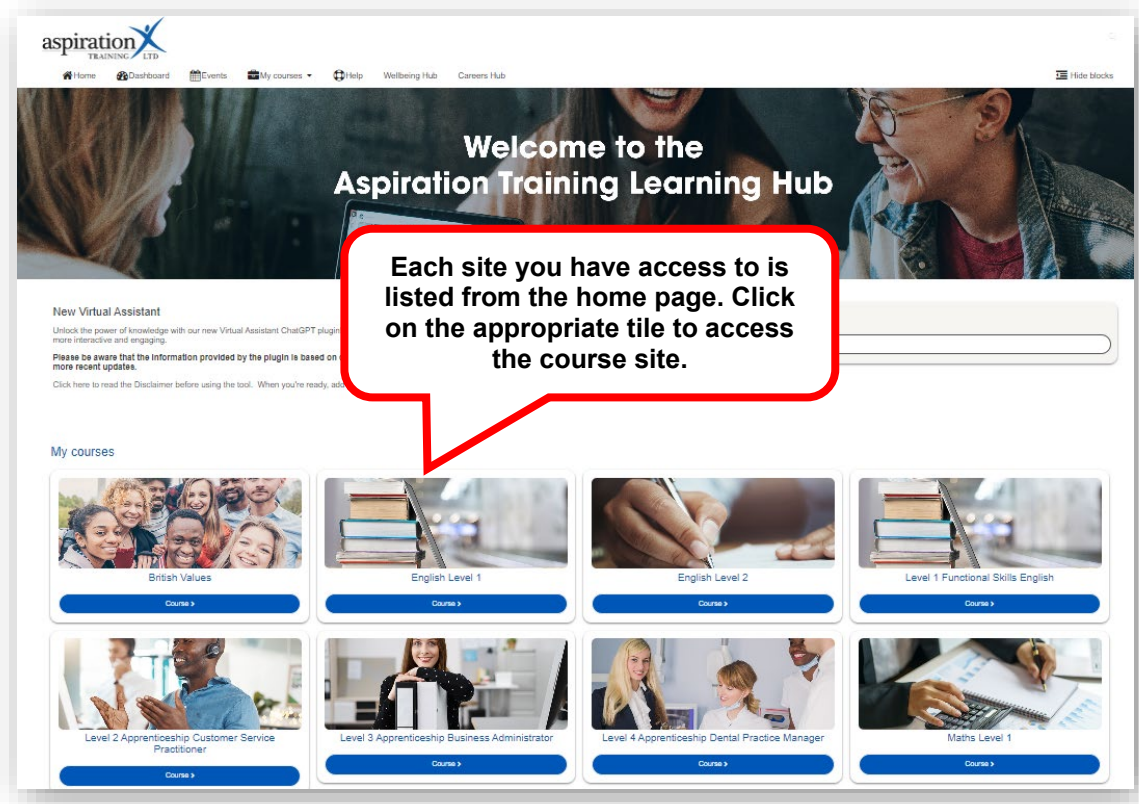 aspiration
TRAINING LTD
Home Dashboard Events My courses Help Wellbeing Hub Careers Hub Hide blocks
Welcome to the
Aspiration Training Learning Hub
Each site you have access to is
listed from the home page. Click
on the appropriate tile to access
the course site.
New Virtual Assistant
Unlock the power of knowledge with our new Virtual Assistant ChatGPT plugin
more interactive and engaging.
Please be aware that the information provided by the plugin is based on
more recent updates.
Click here to read the Disclaimer before using the tool. When you're ready, add
My courses
British Values
Course >
English Level 1
Course >
English Level 2
Course >
Level 1 Functional Skills English
Course >
Level 2 Apprenticeship Customer Service
Practitioner
Course >
Level 3 Apprenticeship Business Administrator
Course >
Level 4 Apprenticeship Dental Practice Manager
Course >
Maths Level 1
Course >